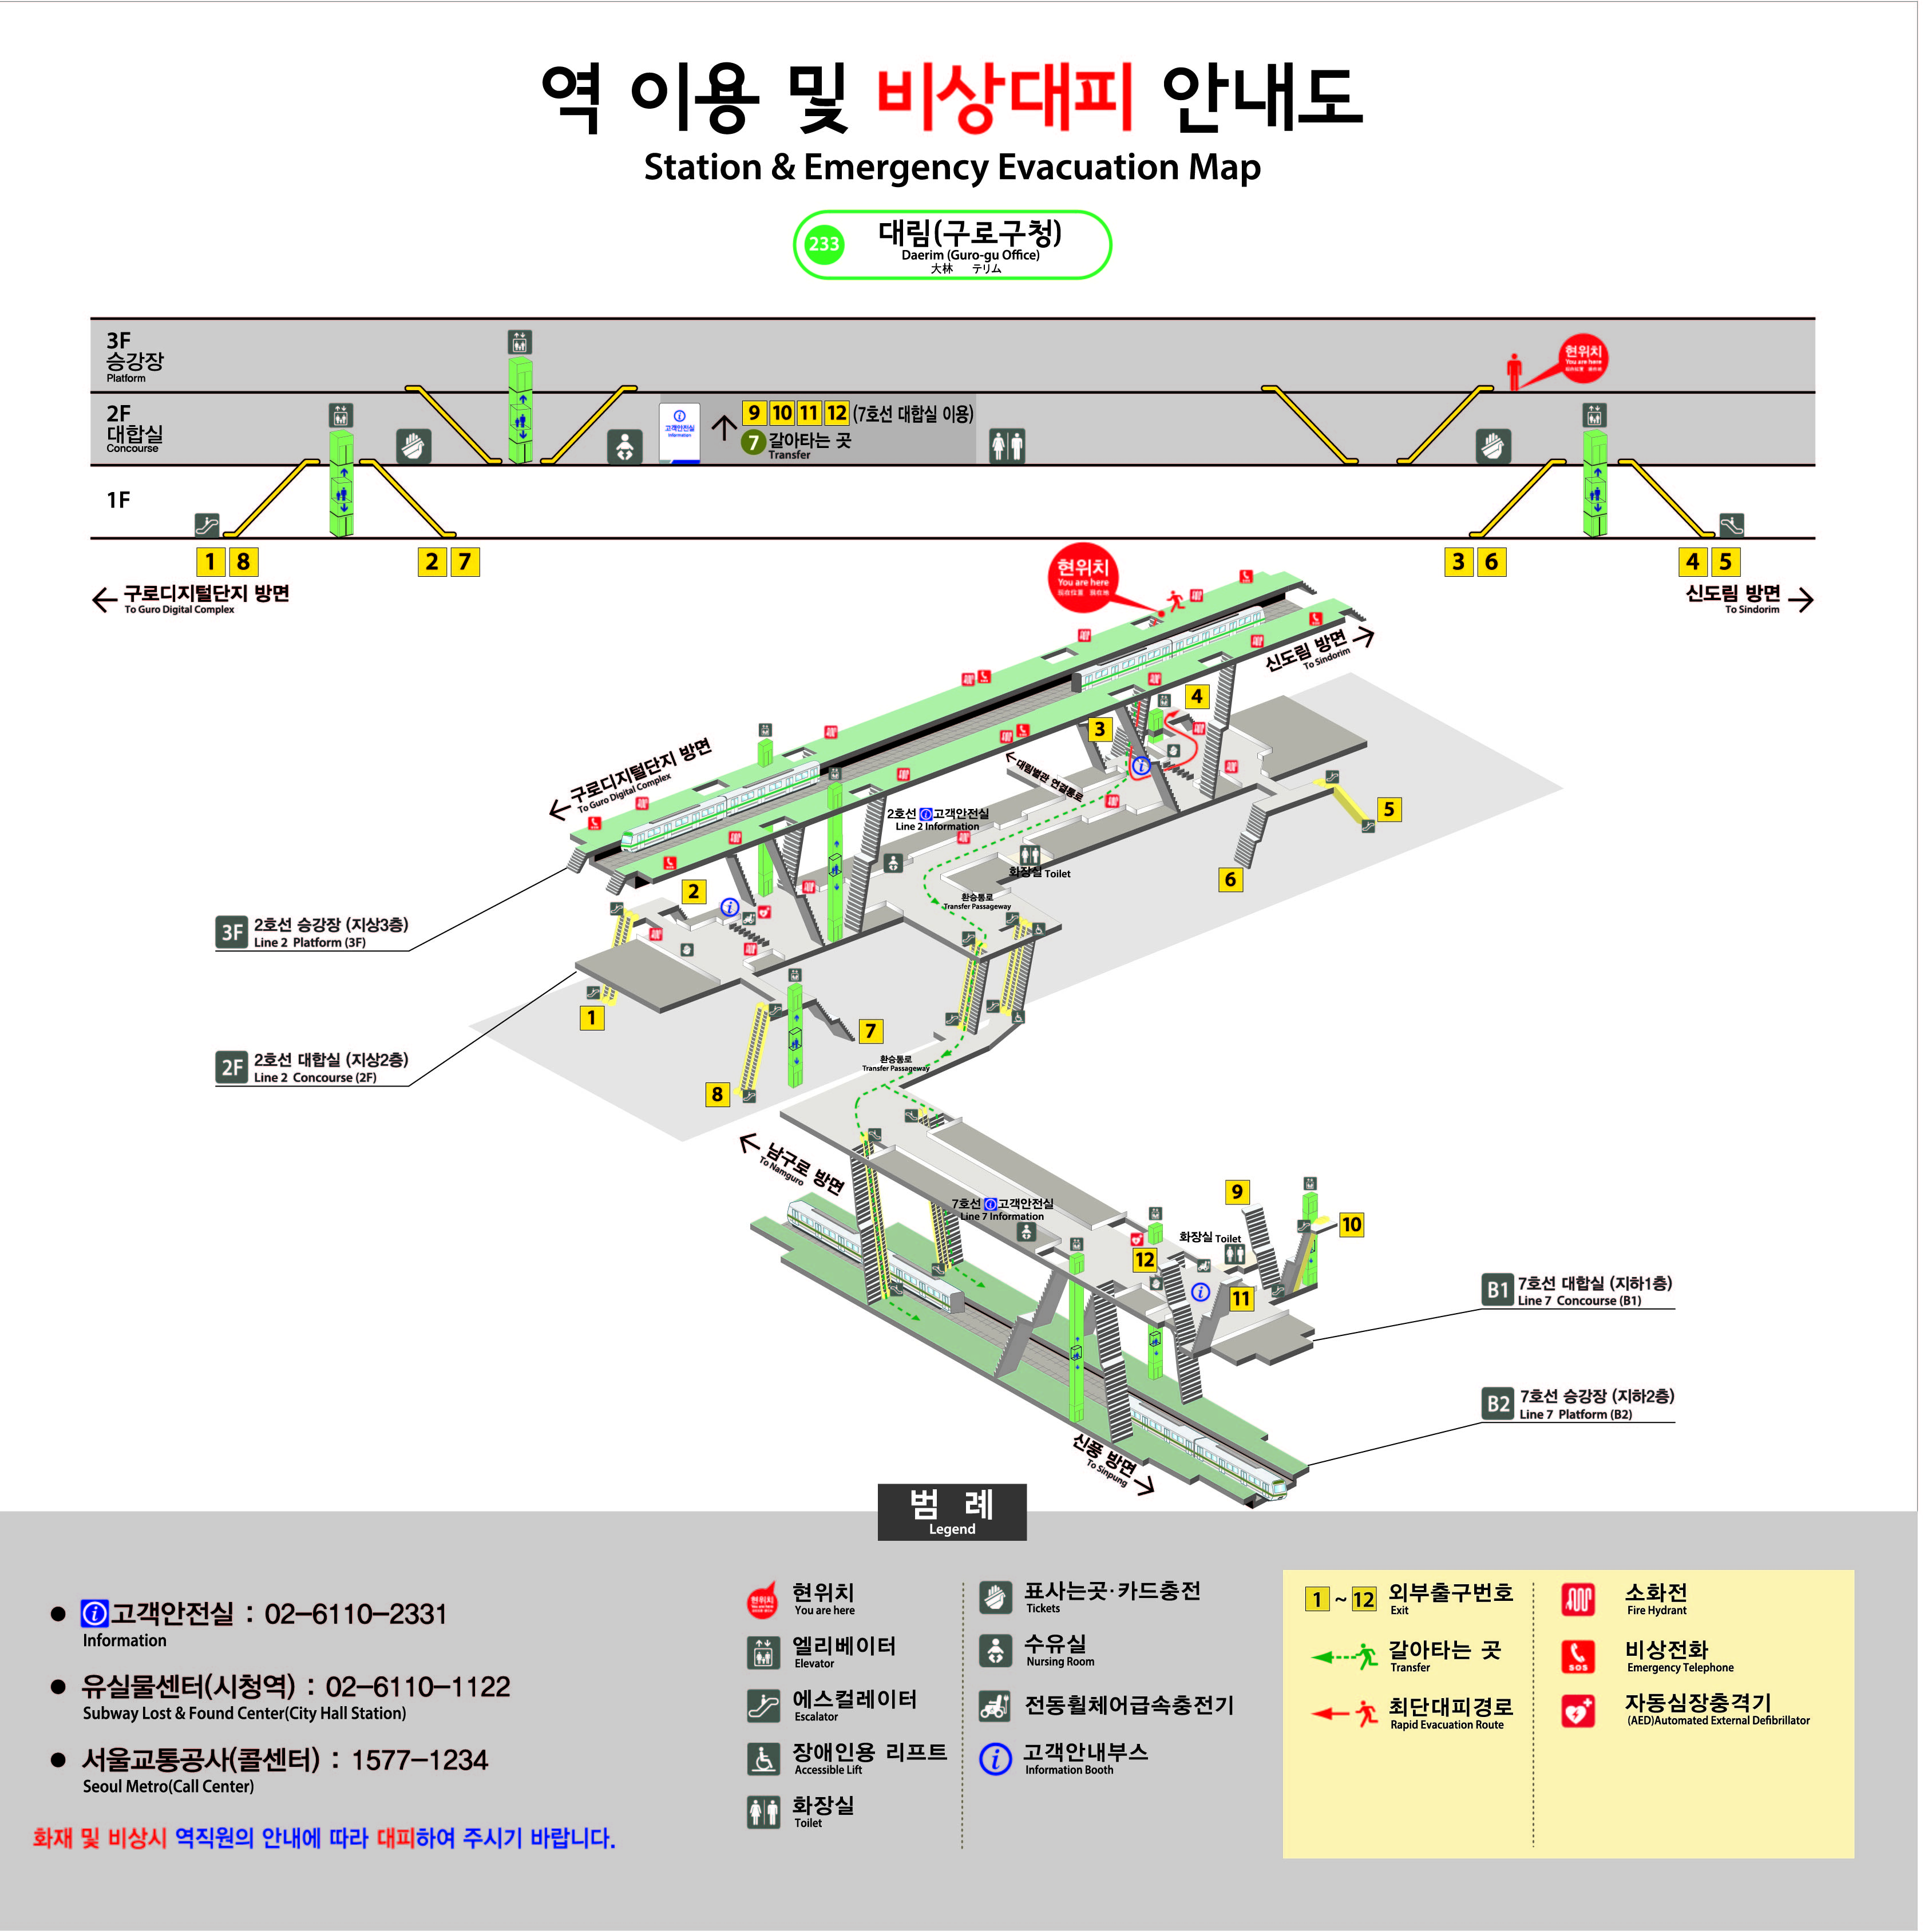 역 이용 및 비상대피 안내도
Station & Emergency Evacuation Map
233
대림(구로구청)
Daerim (Guro-gu Office)
大林 テリム
3F
승강장
Platform
현위치
You are here
2F
대합실
Concourse
고객안전실
Information
9 10 11 12 (7호선 대합실 이용)
7 갈아타는 곳
Transfer
1F
1 8
2 7
3 6
4 5
구로디지털단지 방면
To Guro Digital Complex
신도림 방면
To Sindorim
현위치
You are here
现在位置 現在地
신도림 방면
To Sindorim
4
3
구로디지털단지 방면
To Guro Digital Complex
대림별관 연결통로
2호선 고객안전실
Line 2 Information
5
화장실 Toilet
6
2
환승통로
Transfer Passageway
3F 2호선 승강장 (지상3층)
Line 2 Platform (3F)
1
7
환승통로
Transfer Passageway
2F 2호선 대합실 (지상2층)
Line 2 Concourse (2F)
8
남구로 방면
To Namguro
7호선 고객안전실
Line 7 Information
9
10
화장실 Toilet
12
11
B1 7호선 대합실 (지하1층)
Line 7 Concourse (B1)
B2 7호선 승강장 (지하2층)
Line 7 Platform (B2)
신풍 방면
To Sinpung
범 례
Legend
● 고객안전실 : 02-6110-2331
Information
● 유실물센터(시청역) : 02-6110-1122
Subway Lost & Found Center(City Hall Station)
● 서울교통공사(콜센터) : 1577-1234
Seoul Metro(Call Center)
화재 및 비상시 역직원의 안내에 따라 대피하여 주시기 바랍니다.
현위치
You are here
엘리베이터
Elevator
에스컬레이터
Escalator
장애인용 리프트
Accessible Lift
화장실
Toilet
표사는곳·카드충전
Tickets
수유실
Nursing Room
전동휠체어급속충전기
고객안내부스
Information Booth
1 ~ 12 외부출구번호
Exit
갈아타는 곳
Transfer
최단대피경로
Rapid Evacuation Route
소화전
Fire Hydrant
SOS
비상전화
Emergency Telephone
자동심장충격기
(AED)Automated External Defibrillator